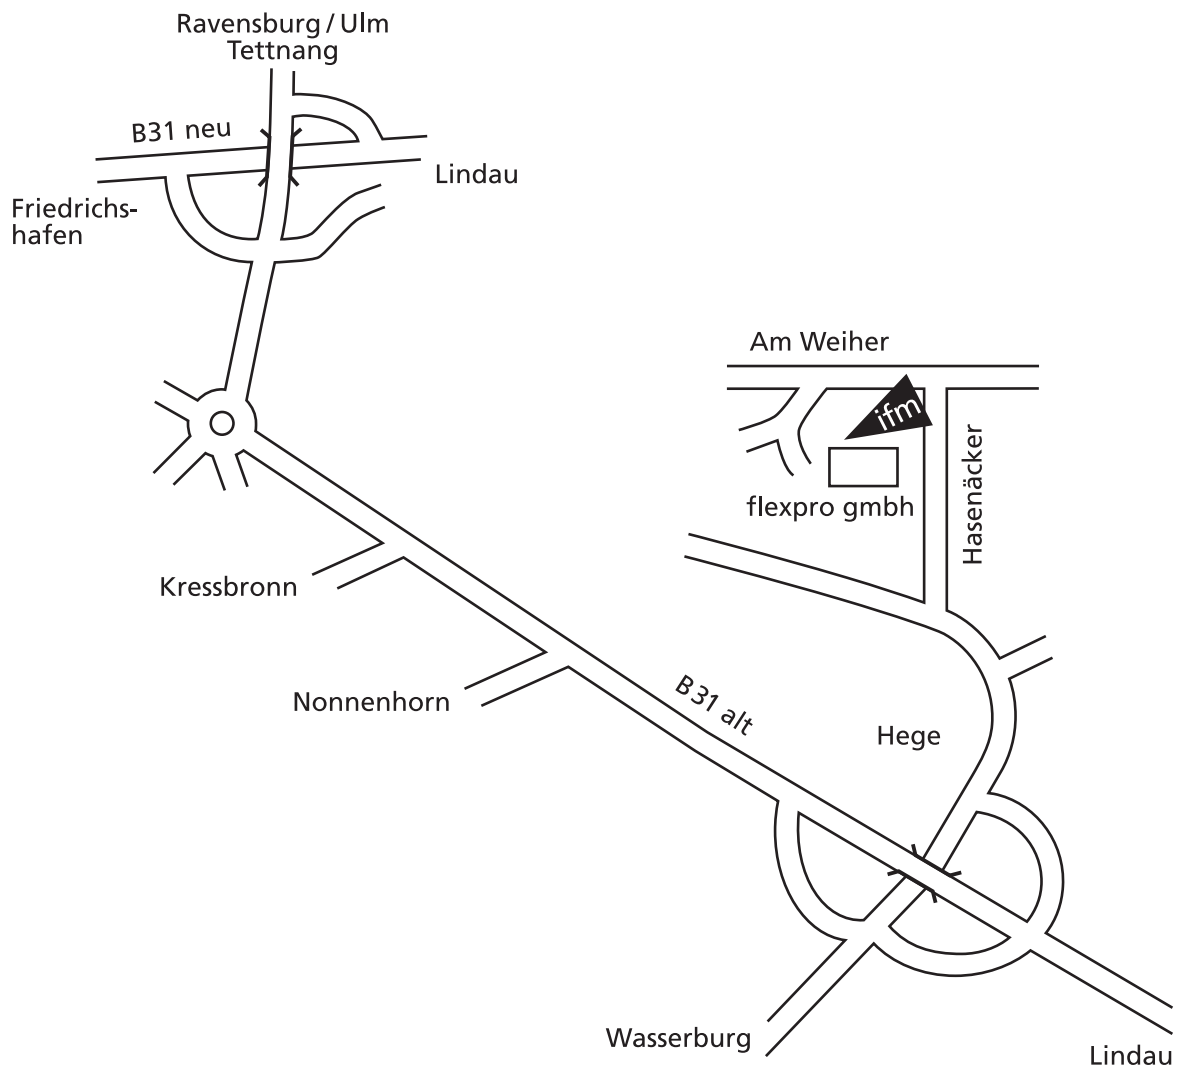 Ravensburg / Ulm
Tettnang
B31 neu
Lindau
Friedrichs-
hafen
Am Weiher
ifm
flexpro gmbh
Hasenäcker
Kressbronn
Nonnenhorn
B 31 alt
Hege
Wasserburg
Lindau